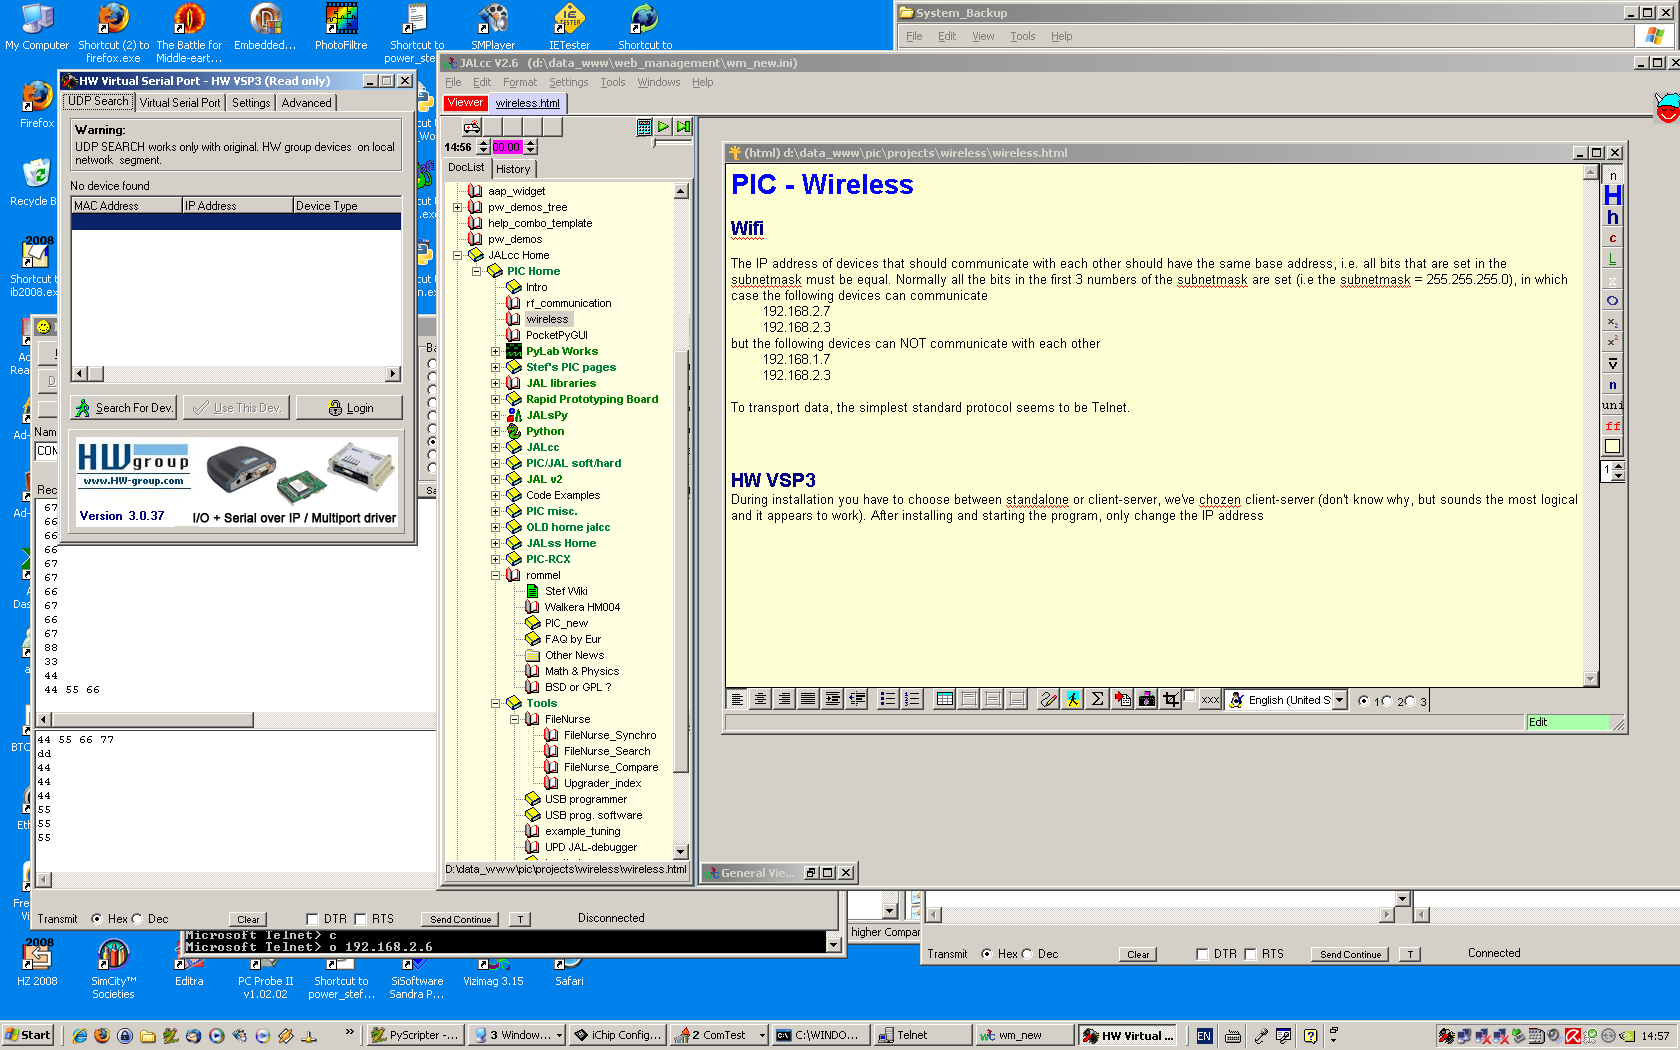 My Computer
Shortcut (2) to firefox.exe
The Battle for Middle-eart...
Embedded...
PhotoFiltre
Shortcut to power_stef...
SMPlayer
IETester
Shortcut to
System_Backup
File Edit View Tools Help
Firefox
Recycle B
2008
Shortcut t
ib2008.ex
HW Virtual Serial Port - HW VSP3 (Read only)
UDP Search
Virtual Serial Port
Settings
Advanced
Warning:
UDP SEARCH works only with original. HW group devices on local
network segment.
No device found
MAC Address
IP Address
Device Type
Search For Dev.
Use This Dev.
Login
HWgroup
www.HW-group.com
Version 3.0.37
I/O + Serial over IP / Multiport driver
Nam
COM
Rec
67
66
66
66
67
67
66
67
66
67
88
33
44
44 55 66
44 55 66 77
dd
44
44
44
55
55
55
Transmit Hex Dec
Clear
DTR RTS
Send Continue
T
Disconnected
Microsoft Telnet> c
Microsoft Telnet> o 192.168.2.6
JALcc V2.6 (d:\data_www\web_management\wm_new.ini)
File Edit Format Settings Tools Windows Help
Viewer
wireless.html
14:56
00:00
DocList
History
aap_widget
pw_demos_tree
help_combo_template
pw_demos
JALcc Home
PIC Home
Intro
rf_communication
wireless
PocketPyGUI
PyLab Works
Stef's PIC pages
JAL libraries
Rapid Prototyping Board
JALsPy
Python
JALcc
PIC/JAL soft/hard
JAL v2
Code Examples
PIC misc.
OLD home jalcc
JALss Home
PIC-RCX
rommel
Stef Wiki
Walkera HM004
PIC_new
FAQ by Eur
Other News
Math & Physics
BSD or GPL ?
Tools
FileNurse
FileNurse_Synchro
FileNurse_Search
FileNurse_Compare
Upgrader_index
USB programmer
USB prog. software
example_tuning
UPD JAL-debugger
D:\data_www\pic\projects\wireless\wireless.html
(html) d:\data_www\pic\projects\wireless\wireless.html
PIC - Wireless
Wifi
The IP address of devices that should communicate with each other should have the same base address, i.e. all bits that are set in the
subnetmask must be equal. Normally all the bits in the first 3 numbers of the subnetmask are set (i.e the subnetmask = 255.255.255.0), in which
case the following devices can communicate
192.168.2.7
192.168.2.3
but the following devices can NOT communicate with each other
192.168.1.7
192.168.2.3
To transport data, the simplest standard protocol seems to be Telnet.
HW VSP3
During installation you have to choose between standalone or client-server, we've chozen client-server (don't know why, but sounds the most logical
and it appears to work). After installing and starting the program, only change the IP address
n
H
h
c
L
x
O
x₂
x²
v
n
uni
ff
1
xxx
English (United S
1 2 3
Edit
General Vie...
higher Compar
Transmit Hex Dec
Clear
DTR RTS
Send Continue
T
Connected
2008
HZ 2008
SimCity™ Societies
Editra
PC Probe II v1.02.02
Shortcut to power_stef...
SiSoftware Sandra P...
Vizimag 3.15
Safari
Start
PyScripter -...
3 Window...
iChip Config...
2 ComTest
C:\WINDO...
Telnet
wm_new
HW Virtual ...
EN
14:57